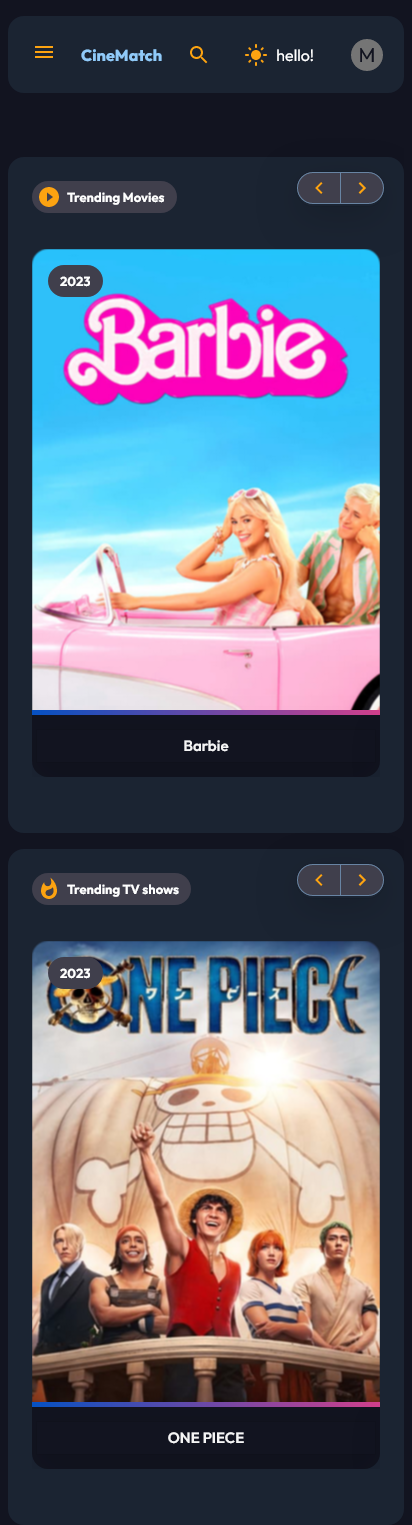 CineMatch
hello!
M
Trending Movies
2023
Barbie
Barbie
Trending TV shows
2023
ONE PIECE
ワンピース
ONE PIECE